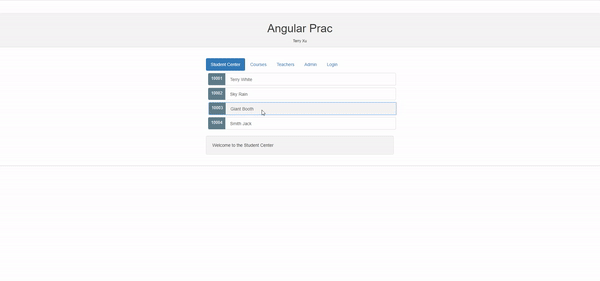 Angular Prac
Terry Xu
Student Center Courses Teachers Admin Login
10001 Terry White
10002 Sky Rain
10003 Giant Booth
10004 Smith Jack
Welcome to the Student Center